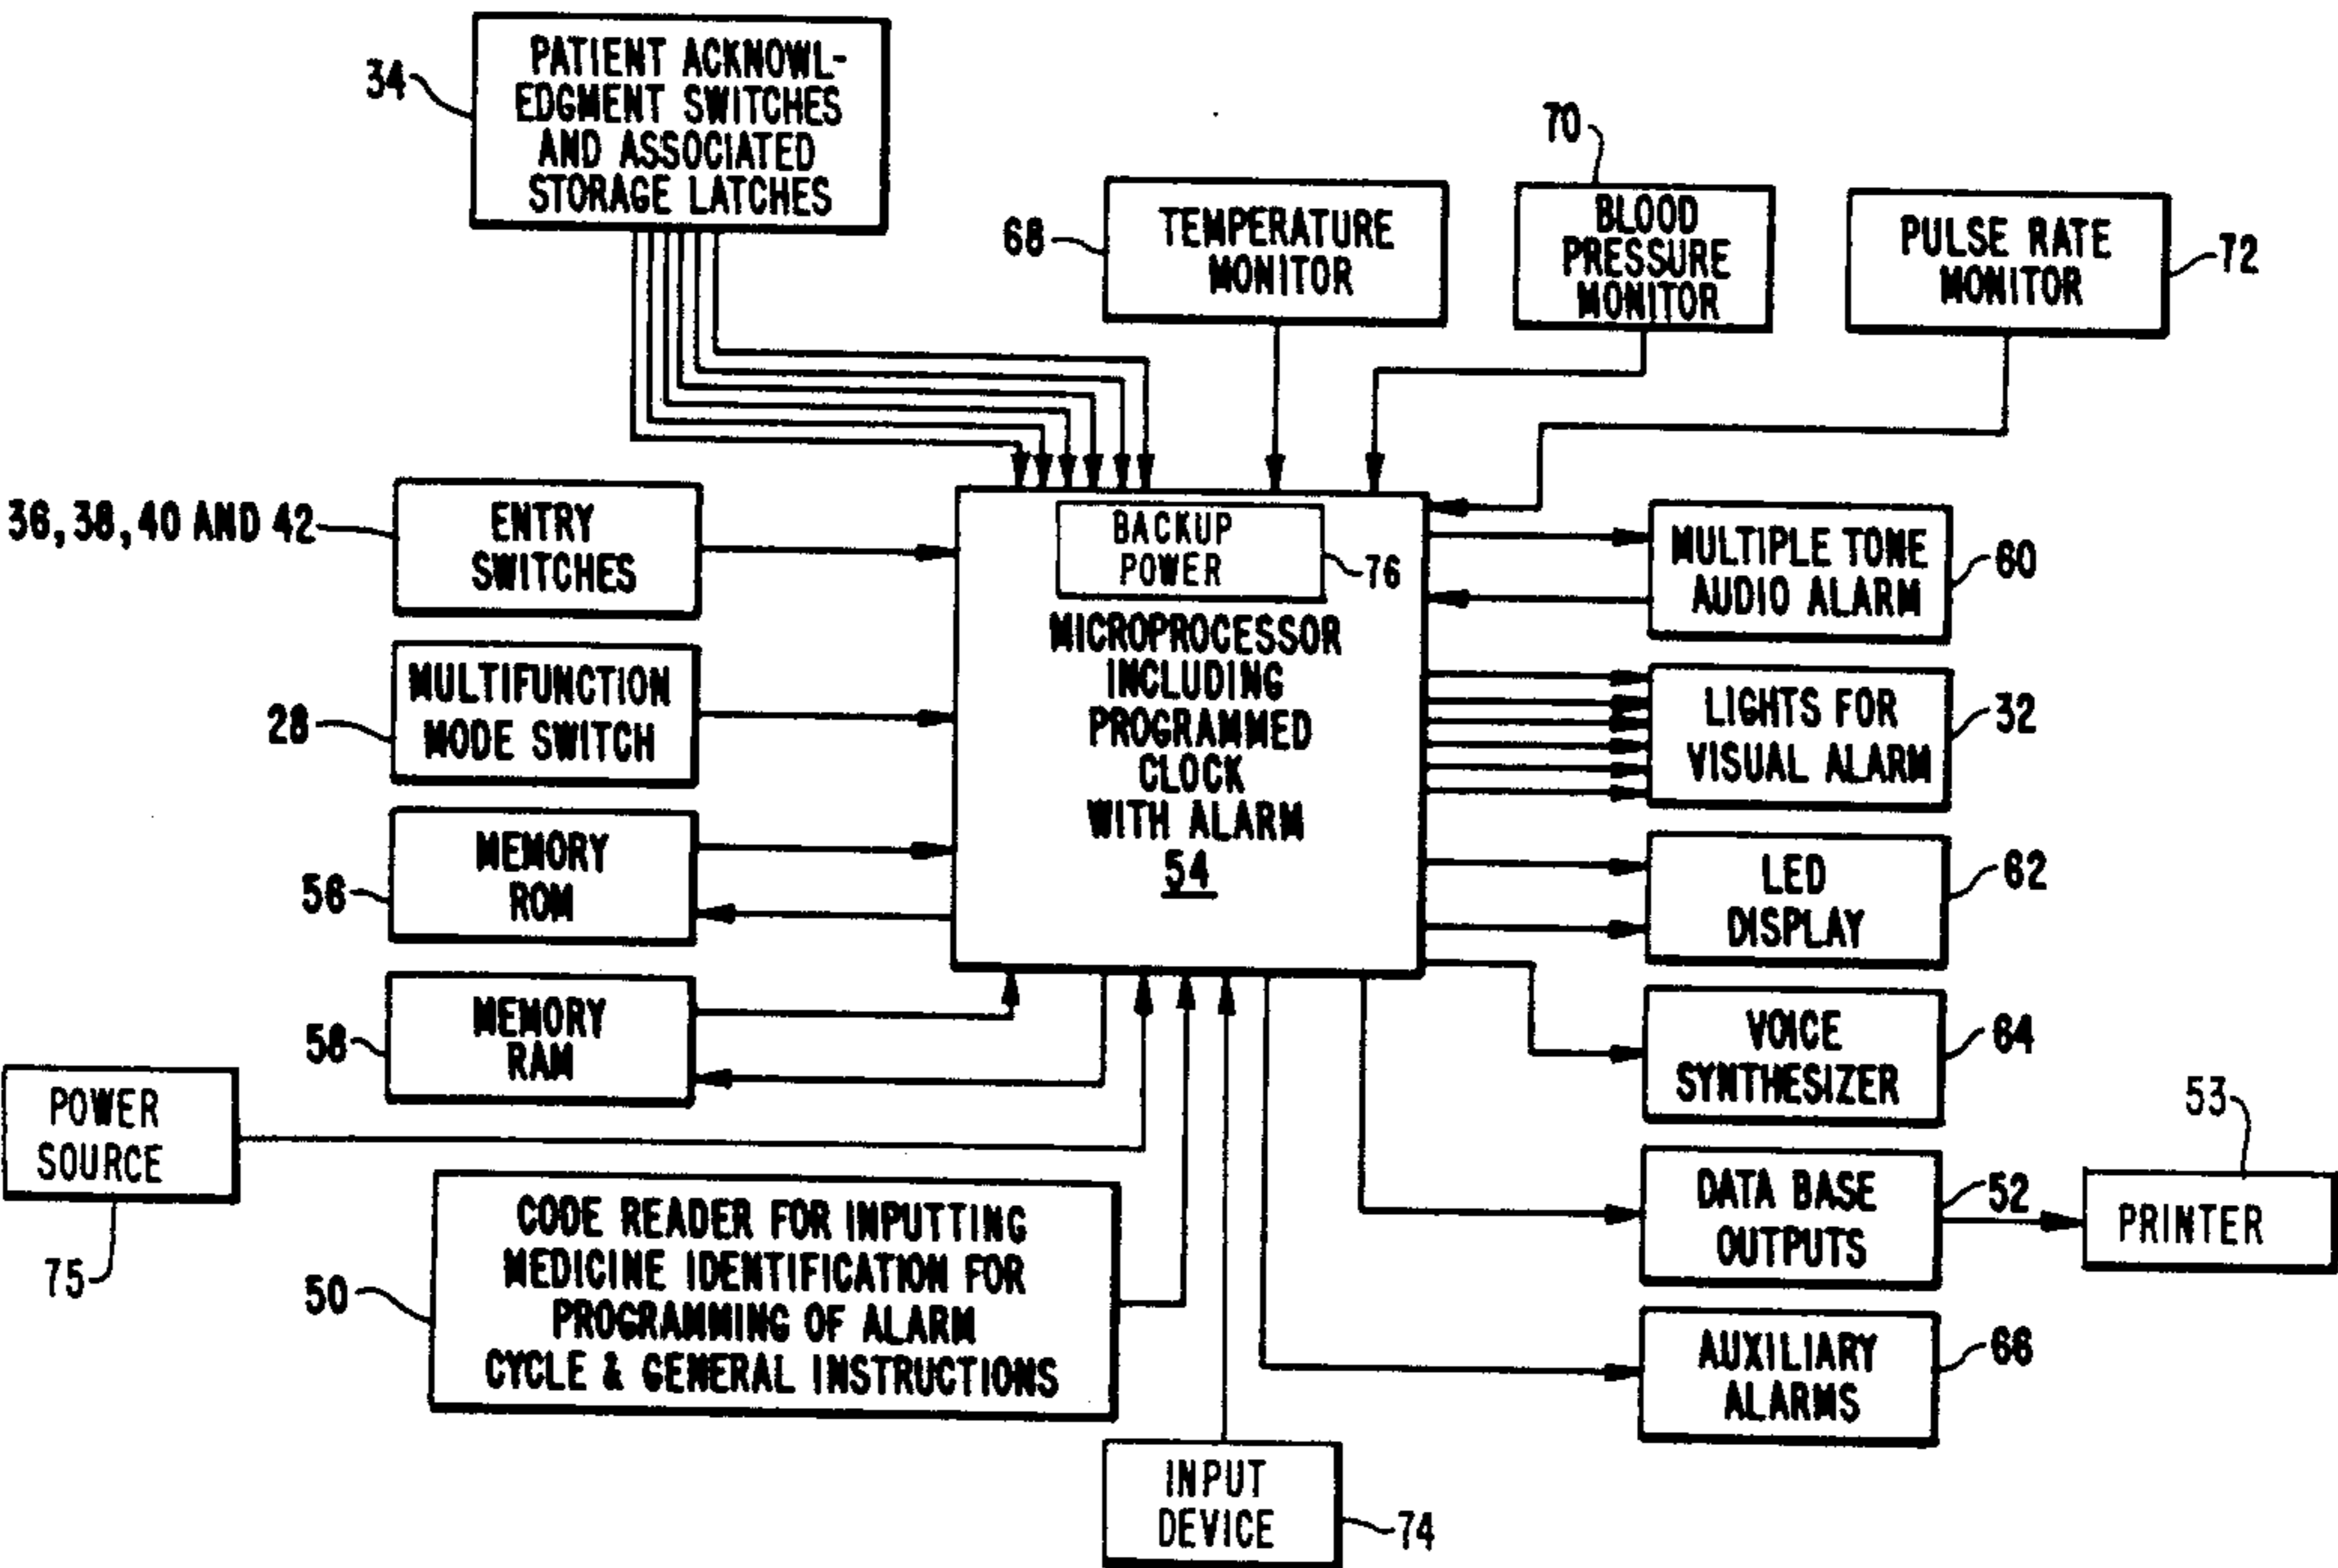 34
PATIENT ACKNOWL-
EDGMENT SWITCHES
AND ASSOCIATED
STORAGE LATCHES
68
TEMPERATURE
MONITOR
70
BLOOD
PRESSURE
MONITOR
PULSE RATE
MONITOR
72
36, 38, 40 AND 42
ENTRY
SWITCHES
28
MULTIFUNCTION
MODE SWITCH
56
MEMORY
ROM
58
MEMORY
RAM
POWER
SOURCE
75
50
CODE READER FOR INPUTTING
MEDICINE IDENTIFICATION FOR
PROGRAMMING OF ALARM
CYCLE & GENERAL INSTRUCTIONS
BACKUP
POWER
76
MICROPROCESSOR
INCLUDING
PROGRAMMED
CLOCK
WITH ALARM
54
INPUT
DEVICE
74
MULTIPLE TONE
AUDIO ALARM
60
LIGHTS FOR
VISUAL ALARM
32
LED
DISPLAY
62
VOICE
SYNTHESIZER
64
DATA BASE
OUTPUTS
52
53
PRINTER
AUXILIARY
ALARMS
66